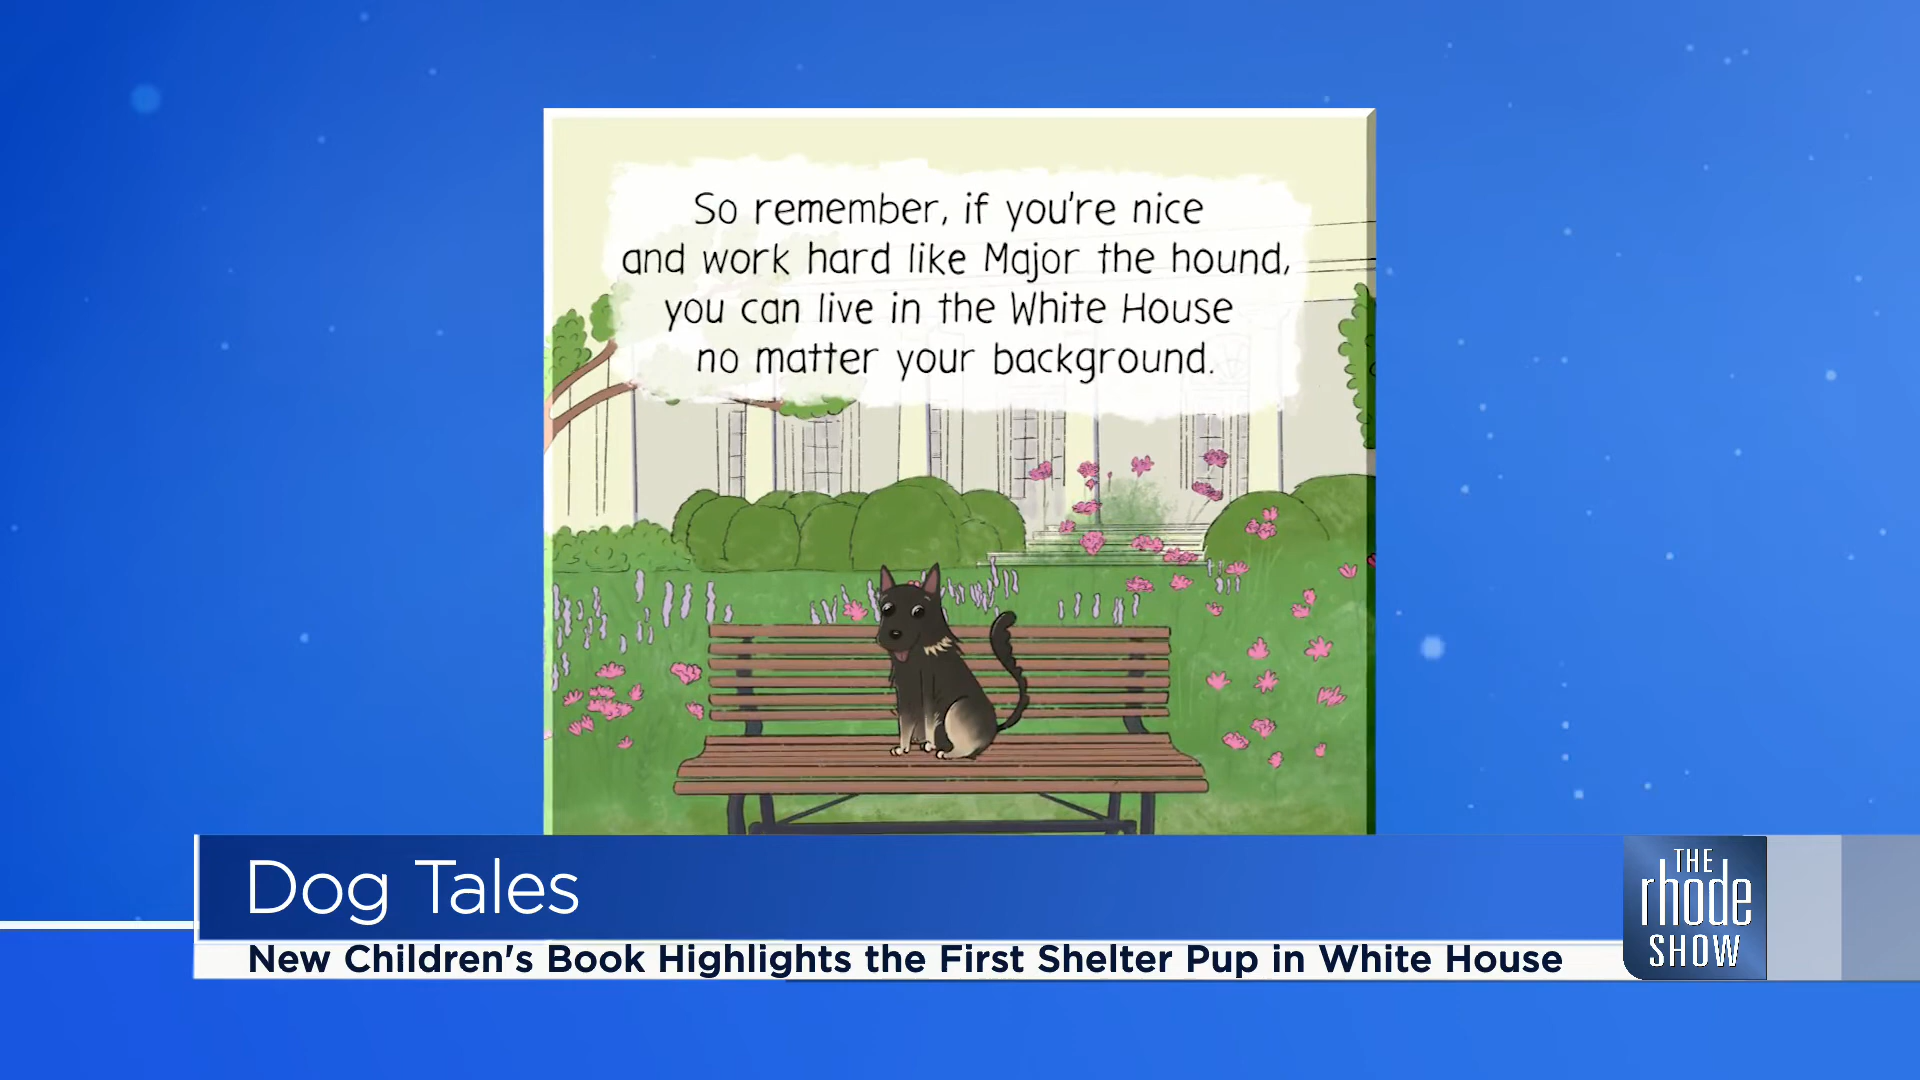 So remember, if you're nice
and work hard like Major the hound,
you can live in the White House
no matter your background.
Dog Tales
New Children's Book Highlights the First Shelter Pup in White House
THE
rhode
SHOW